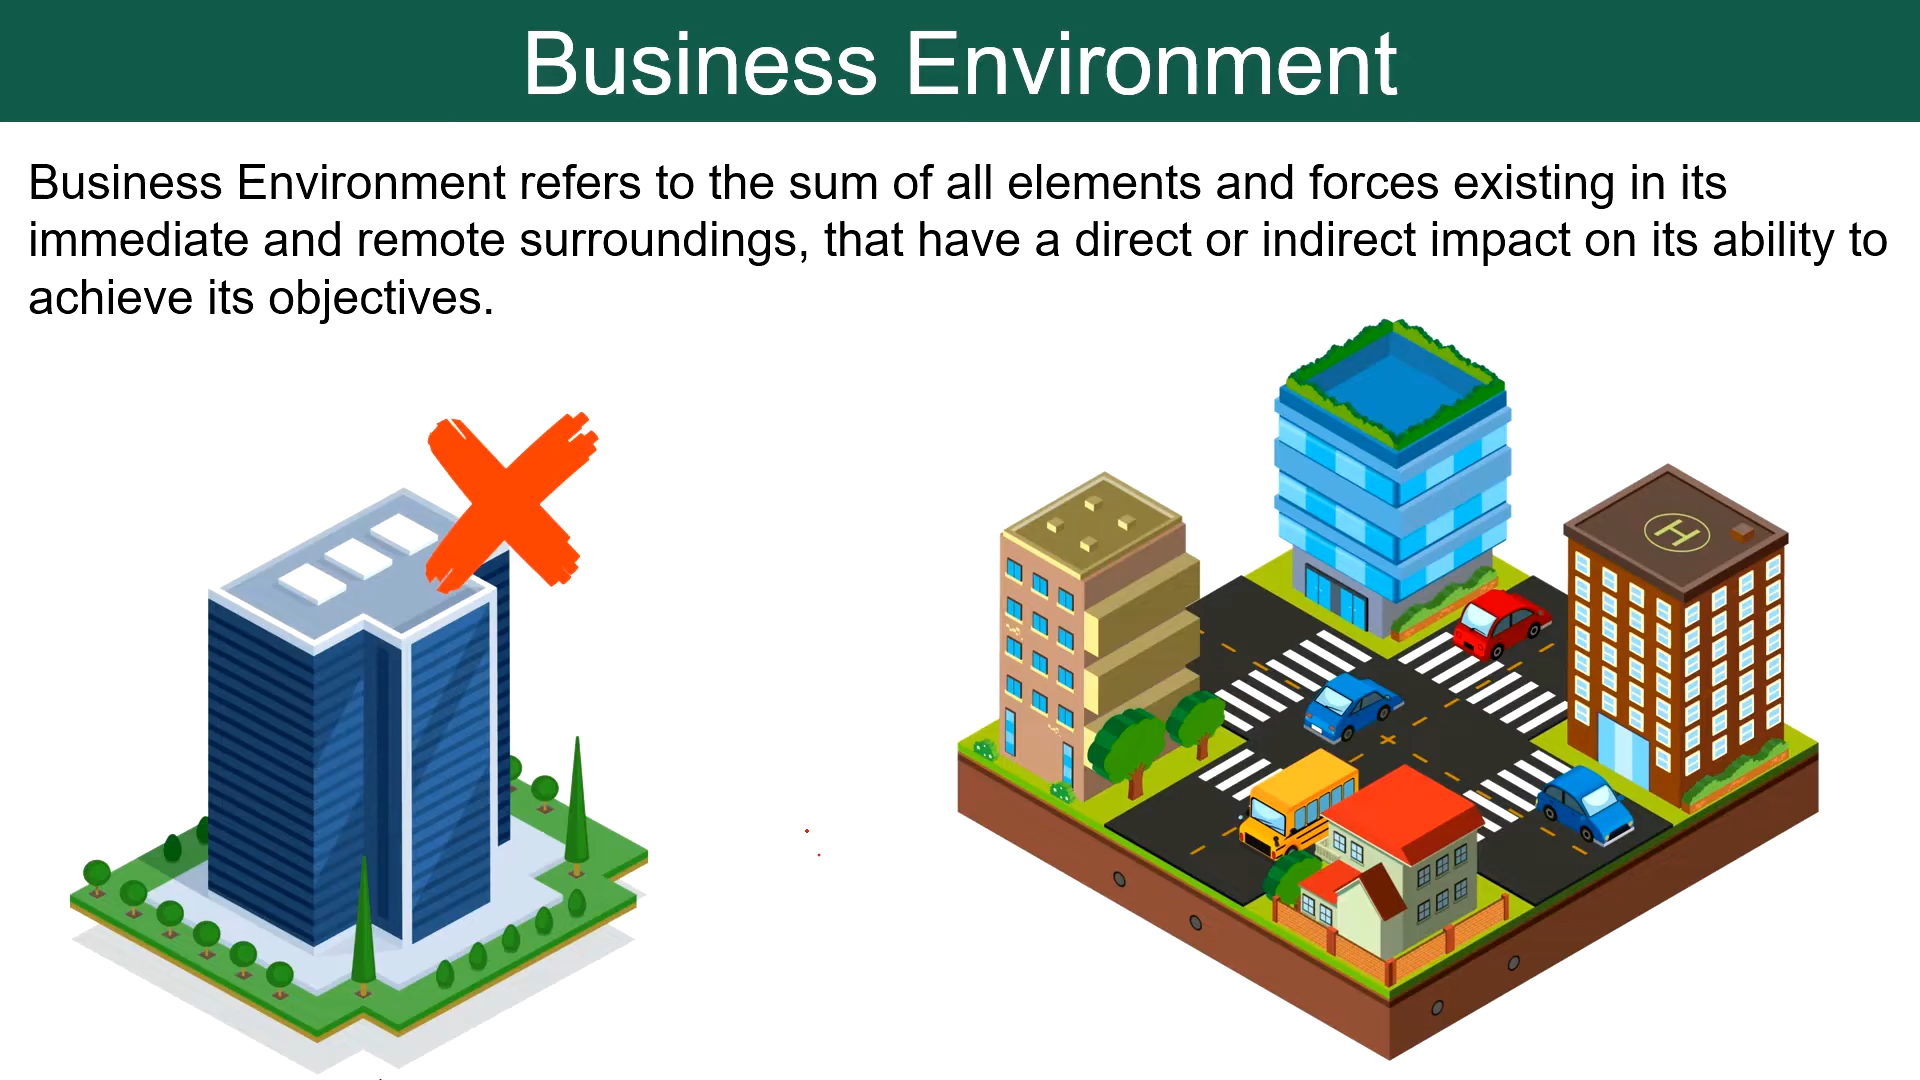 Business Environment
Business Environment refers to the sum of all elements and forces existing in its
immediate and remote surroundings, that have a direct or indirect impact on its ability to
achieve its objectives.
H